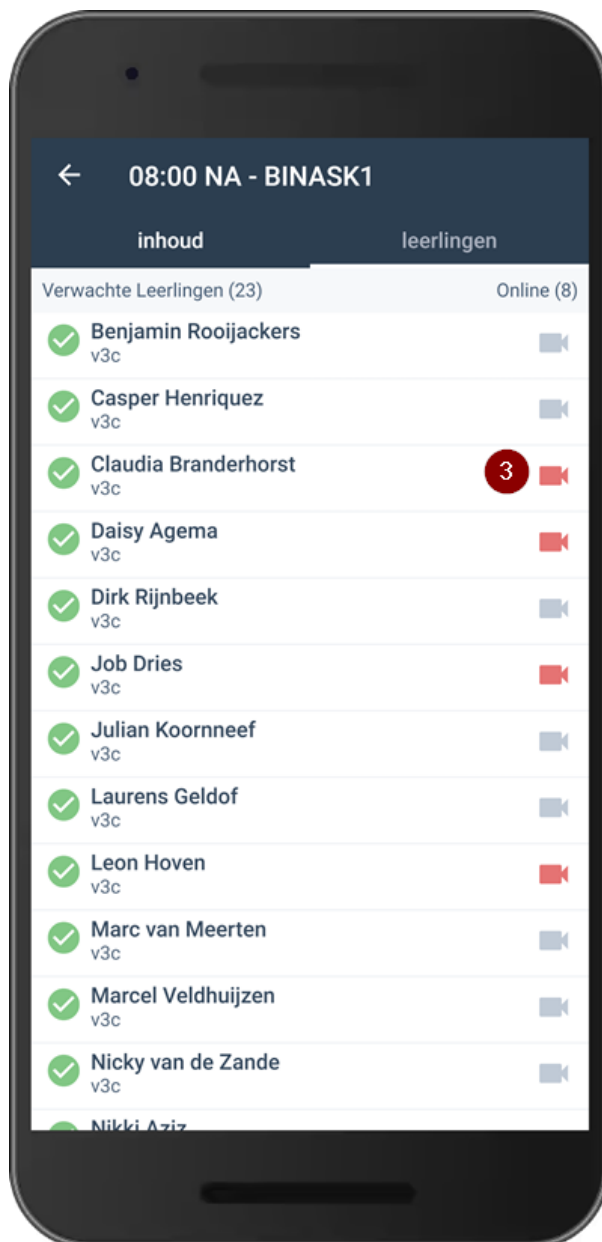 08:00 NA - BINASK1
inhoud leerlingen
Verwachte Leerlingen (23) Online (8)
Benjamin Rooijackers
v3c
Casper Henriquez
v3c
Claudia Branderhorst
v3c
3
Daisy Agema
v3c
Dirk Rijnbeek
v3c
Job Dries
v3c
Julian Koornneef
v3c
Laurens Geldof
v3c
Leon Hoven
v3c
Marc van Meerten
v3c
Marcel Veldhuijzen
v3c
Nicky van de Zande
v3c
Nikki Aziz